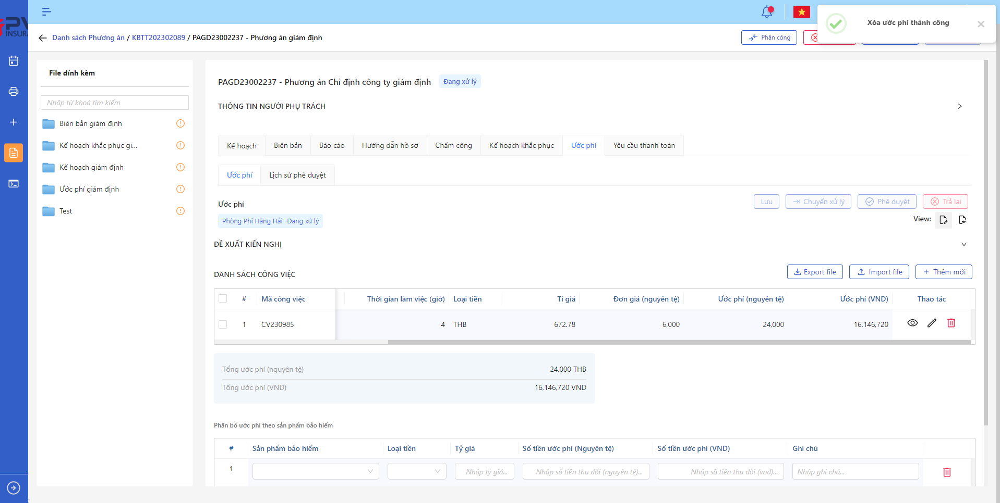 PV
INSURA
Xóa ước phí thành công
Danh sách Phương án / KBTT202302089 / PAGD23002237 - Phương án giám định
Phân công
File đính kèm
Nhập từ khoá tìm kiếm
Biên bản giám định
Kế hoạch khắc phục gi...
Kế hoạch giám định
Ước phí giám định
Test
PAGD23002237 - Phương án Chỉ định công ty giám định
Đang xử lý
THÔNG TIN NGƯỜI PHỤ TRÁCH
Kế hoạch Biên bản Báo cáo Hướng dẫn hồ sơ Chấm công Kế hoạch khắc phục Ước phí Yêu cầu thanh toán
Ước phí Lịch sử phê duyệt
Ước phí
Lưu Chuyển xử lý Phê duyệt Trả lại
Phòng Phi Hàng Hải -Đang xử lý
View:
ĐỀ XUẤT KIẾN NGHỊ
DANH SÁCH CÔNG VIỆC
Export file Import file + Thêm mới
# Mã công việc Thời gian làm việc (giờ) Loại tiền Tỉ giá Đơn giá (nguyên tệ) Ước phí (nguyên tệ) Ước phí (VND) Thao tác
1 CV230985 4 THB 672.78 6,000 24,000 16,146,720
Tổng ước phí (nguyên tệ) 24,000 THB
Tổng ước phí (VND) 16,146,720 VND
Phân bổ ước phí theo sản phẩm bảo hiểm
# Sản phẩm bảo hiểm Loại tiền Tỷ giá Số tiền ước phí (Nguyên tệ) Số tiền ước phí (VND) Ghi chú
1 Nhập tỷ giá... Nhập số tiền thu đòi (nguyên tệ)... Nhập số tiền thu đòi (vnd)... Nhập ghi chú...